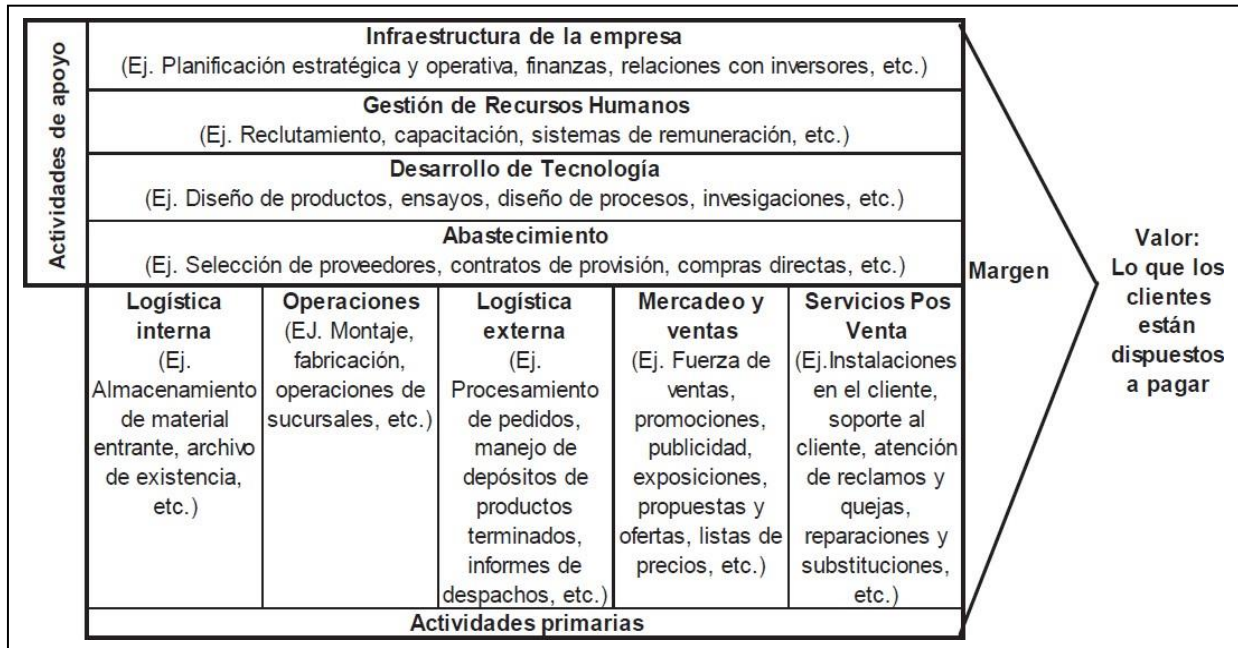 Actividades de apoyo
Infraestructura de la empresa
(Ej. Planificación estratégica y operativa, finanzas, relaciones con inversores, etc.)
Gestión de Recursos Humanos
(Ej. Reclutamiento, capacitación, sistemas de remuneración, etc.)
Desarrollo de Tecnología
(Ej. Diseño de productos, ensayos, diseño de procesos, invesigaciones, etc.)
Abastecimiento
(Ej. Selección de proveedores, contratos de provisión, compras directas, etc.)
Logística
interna
(Ej.
Almacenamiento
de material
entrante, archivo
de existencia,
etc.)
Operaciones
(EJ. Montaje,
fabricación,
operaciones de
sucursales, etc.)
Logística
externa
(Ej.
Procesamiento
de pedidos,
manejo de
depósitos de
productos
terminados,
informes de
despachos, etc.)
Mercadeo y
ventas
(Ej. Fuerza de
ventas,
promociones,
publicidad,
exposiciones,
propuestas y
ofertas, listas de
precios, etc.)
Servicios Pos
Venta
(Ej.Instalaciones
en el cliente,
soporte al
cliente, atención
de reclamos y
quejas,
reparaciones y
substituciones,
etc.)
Actividades primarias
Margen
Valor:
Lo que los
clientes
están
dispuestos
a pagar